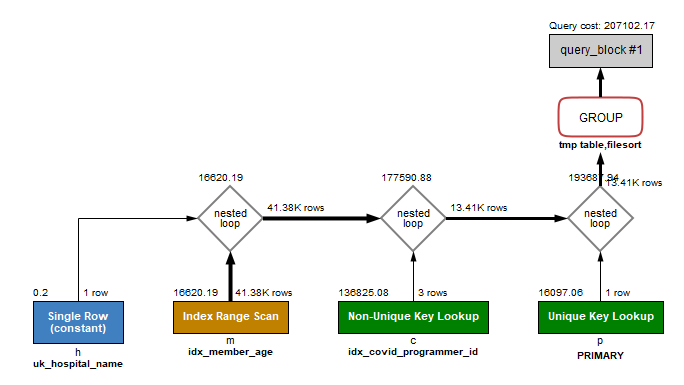 Query cost: 207102.17
query_block #1
GROUP
tmp table,filesort
16620.19
177590.88
193687.94
13.41K rows
nested
loop
41.38K rows
nested
loop
13.41K rows
nested
loop
0.2
1 row
16620.19
41.38K rows
136825.08
3 rows
16097.06
1 row
Single Row
(constant)
Index Range Scan
Non-Unique Key Lookup
Unique Key Lookup
h
m
c
p
uk_hospital_name
idx_member_age
idx_covid_programmer_id
PRIMARY